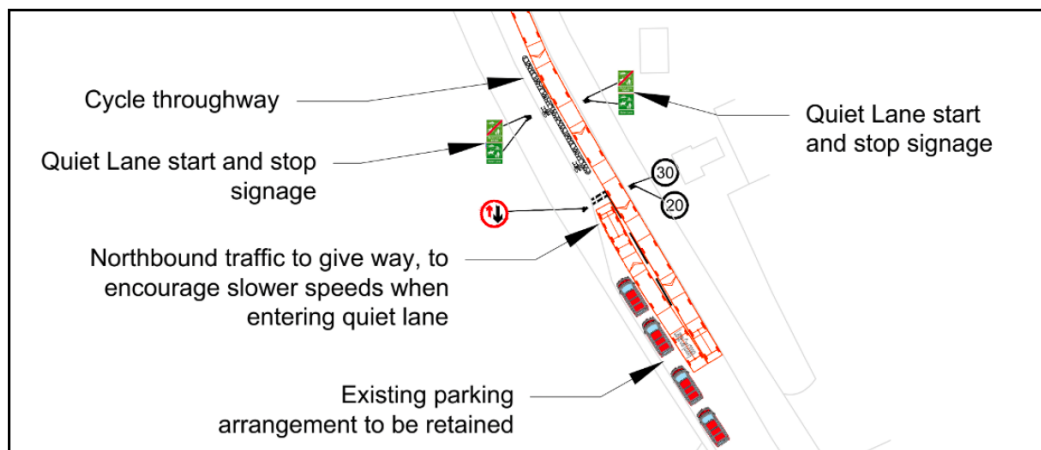 Cycle throughway
Quiet Lane start and stop
signage
Quiet Lane start
and stop signage
30
20
Northbound traffic to give way, to
encourage slower speeds when
entering quiet lane
Existing parking
arrangement to be retained